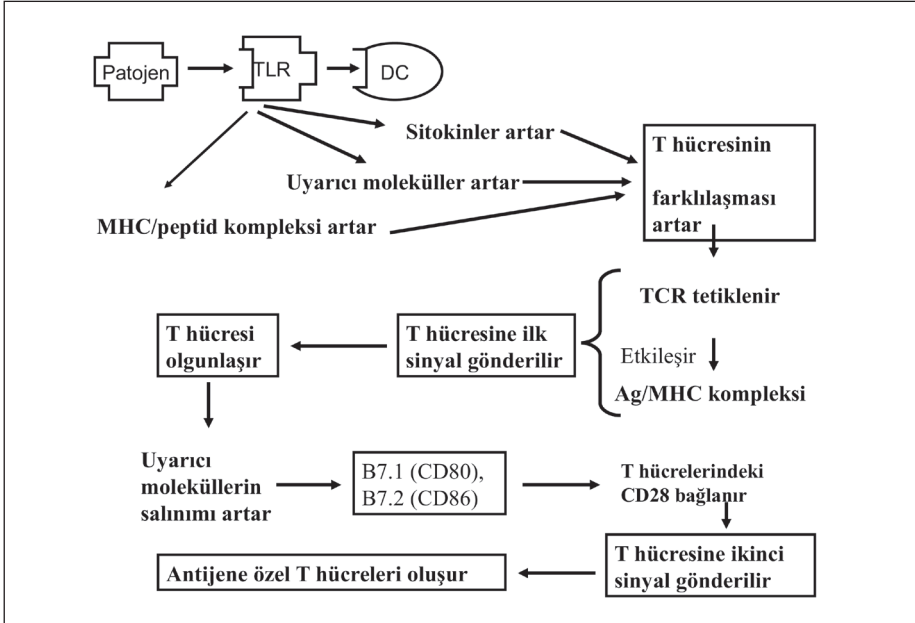 Patojen
TLR
DC
Sitokinler artar
Uyarıcı moleküller artar
MHC/peptid kompleksi artar
T hücresinin
farklılaşması
artar
TCR tetiklenir
Etkileşir
Ag/MHC kompleksi
T hücresine ilk
sinyal gönderilir
T hücresi
olgunlaşır
Uyarıcı
moleküllerin
salınımı artar
B7.1 (CD80),
B7.2 (CD86)
T hücrelerindeki
CD28 bağlanır
T hücresine ikinci
sinyal gönderilir
Antijene özel T hücreleri oluşur